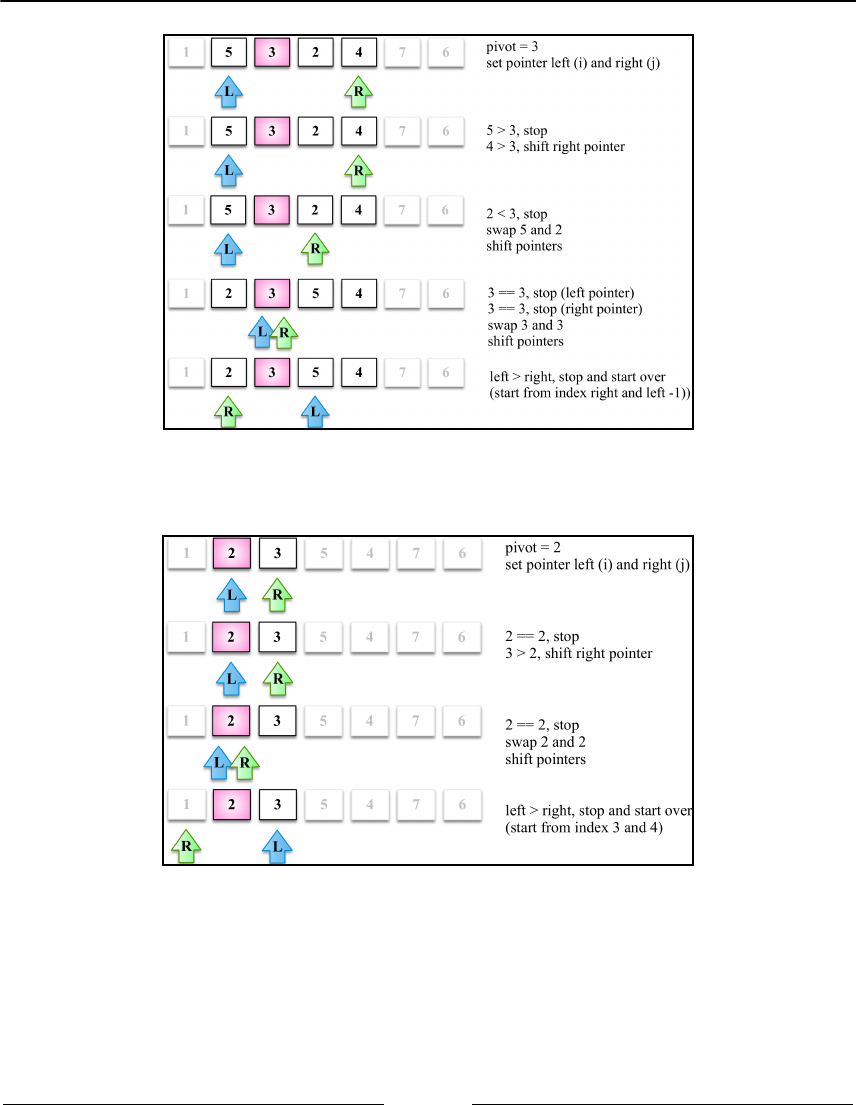 1 5 3 2 4 7 6
pivot = 3
set pointer left (i) and right (j)
L R
1 5 3 2 4 7 6
5 > 3, stop
4 > 3, shift right pointer
L R
1 5 3 2 4 7 6
2 < 3, stop
swap 5 and 2
shift pointers
L R
1 2 3 5 4 7 6
3 == 3, stop (left pointer)
3 == 3, stop (right pointer)
swap 3 and 3
shift pointers
L R
1 2 3 5 4 7 6
left > right, stop and start over
(start from index right and left -1))
R L
1 2 3 5 4 7 6
pivot = 2
set pointer left (i) and right (j)
L R
1 2 3 5 4 7 6
2 == 2, stop
3 > 2, shift right pointer
L R
1 2 3 5 4 7 6
2 == 2, stop
swap 2 and 2
shift pointers
L R
1 2 3 5 4 7 6
left > right, stop and start over
(start from index 3 and 4)
R L